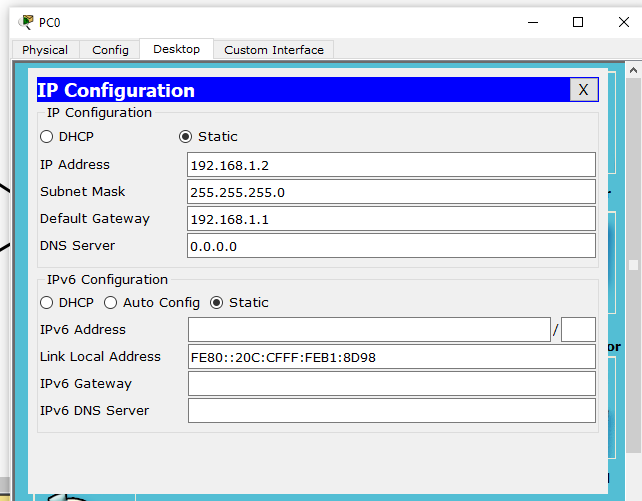 PC0
Physical Config Desktop Custom Interface
IP Configuration X
IP Configuration
DHCP Static
IP Address 192.168.1.2
Subnet Mask 255.255.255.0
Default Gateway 192.168.1.1
DNS Server 0.0.0.0
IPv6 Configuration
DHCP Auto Config Static
IPv6 Address /
Link Local Address FE80::20C:CFFF:FEB1:8D98
IPv6 Gateway
IPv6 DNS Server